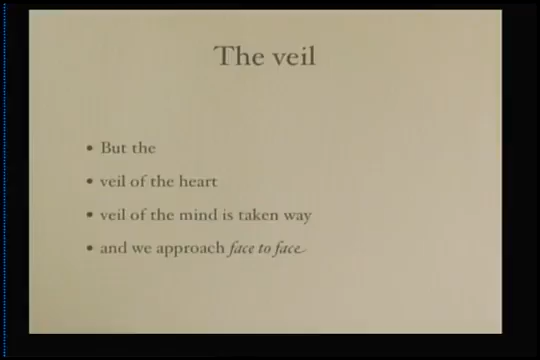 The veil
• But the
• veil of the heart
• veil of the mind is taken way
• and we approach face to face